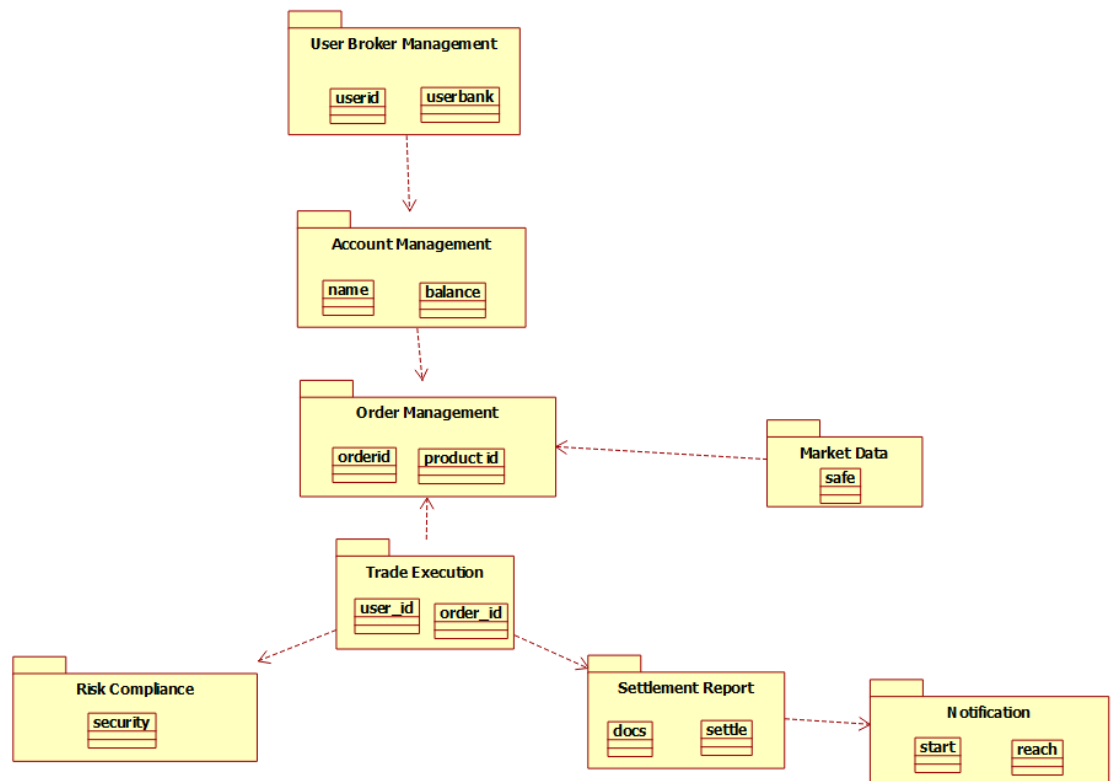 User Broker Management
userid
userbank
Account Management
name
balance
Order Management
orderid
product id
Market Data
safe
Trade Execution
user_id
order_id
Risk Compliance
security
Settlement Report
docs
settle
Notification
start
reach